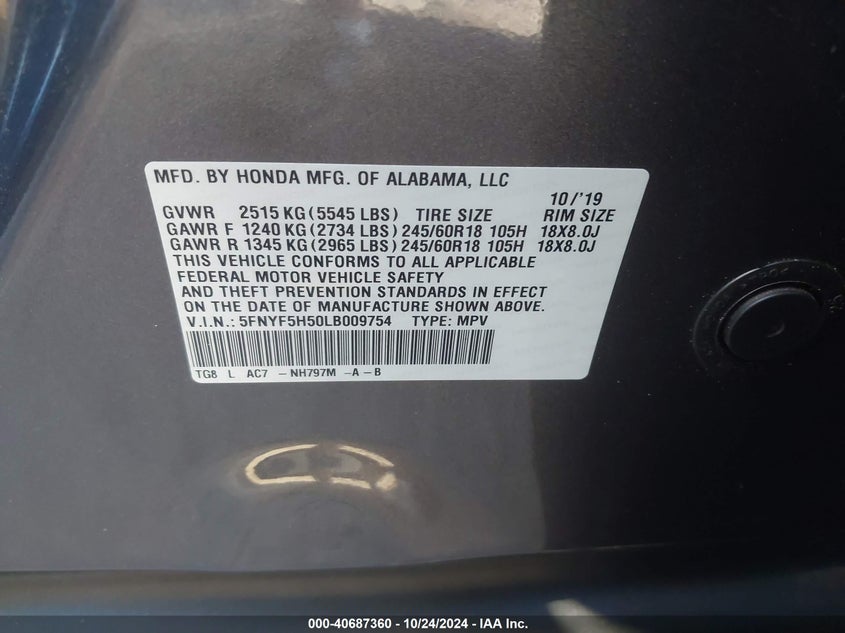 MFD. BY HONDA MFG. OF ALABAMA, LLC
10/'19
GVWR 2515 KG (5545 LBS) TIRE SIZE RIM SIZE
GAWR F 1240 KG (2734 LBS) 245/60R18 105H 18X8.0J
GAWR R 1345 KG (2965 LBS) 245/60R18 105H 18X8.0J
THIS VEHICLE CONFORMS TO ALL APPLICABLE
FEDERAL MOTOR VEHICLE SAFETY
AND THEFT PREVENTION STANDARDS IN EFFECT
ON THE DATE OF MANUFACTURE SHOWN ABOVE.
V.I.N.: 5FNYF5H50LB009754 TYPE: MPV
TG8 L AC7 -NH797M -A-B
000-40687360 - 10/24/2024 - IAA Inc.